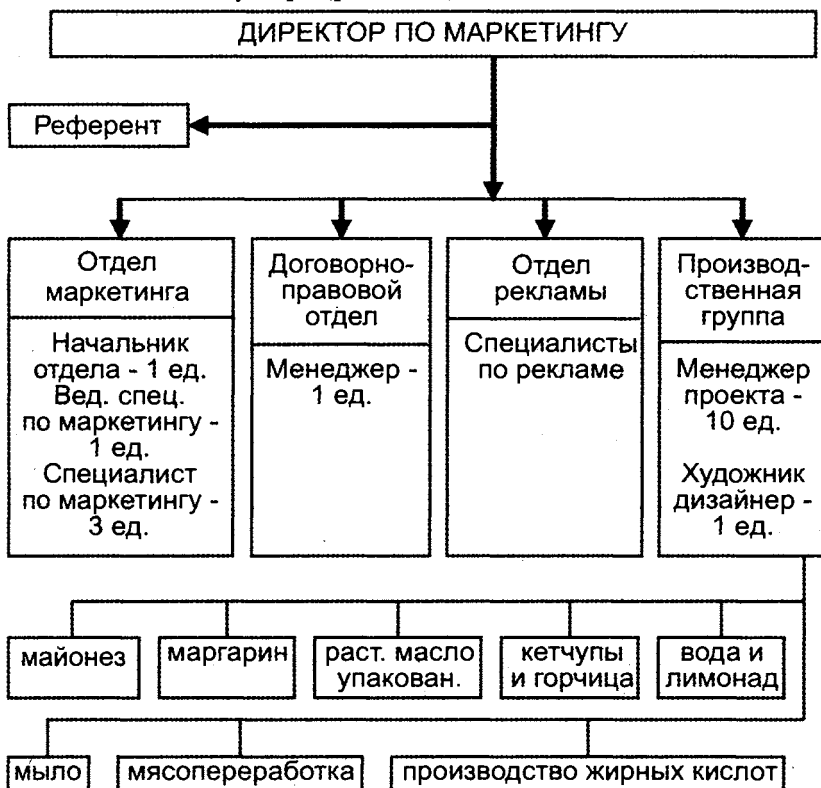 ДИРЕКТОР ПО МАРКЕТИНГУ
Референт
Отдел
маркетинга
Начальник
отдела - 1 ед.
Вед. спец.
по маркетингу -
1 ед.
Специалист
по маркетингу -
3 ед.
Договорно-
правовой
отдел
Менеджер -
1 ед.
Отдел
рекламы
Специалисты
по рекламе
Производ-
ственная
группа
Менеджер
проекта -
10 ед.
Художник
дизайнер -
1 ед.
майонез
маргарин
раст. масло
упакован.
кетчупы
и горчица
вода и
лимонад
мыло
мясопереработка
производство жирных кислот